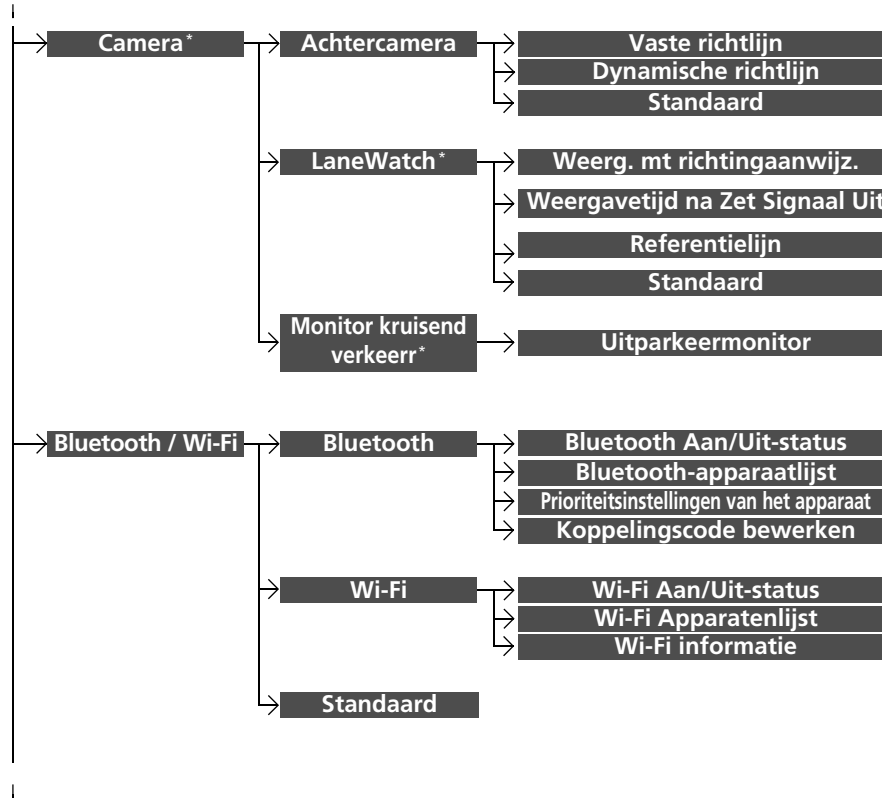 Camera*
Achtercamera
Vaste richtlijn
Dynamische richtlijn
Standaard
LaneWatch*
Weerg. mt richtingaanwijz.
Weergavetijd na Zet Signaal Uit
Referentielijn
Standaard
Monitor kruisend
verkeerr*
Uitparkeermonitor
Bluetooth / Wi-Fi
Bluetooth
Bluetooth Aan/Uit-status
Bluetooth-apparaatlijst
Prioriteitsinstellingen van het apparaat
Koppelingscode bewerken
Wi-Fi
Wi-Fi Aan/Uit-status
Wi-Fi Apparatenlijst
Wi-Fi informatie
Standaard